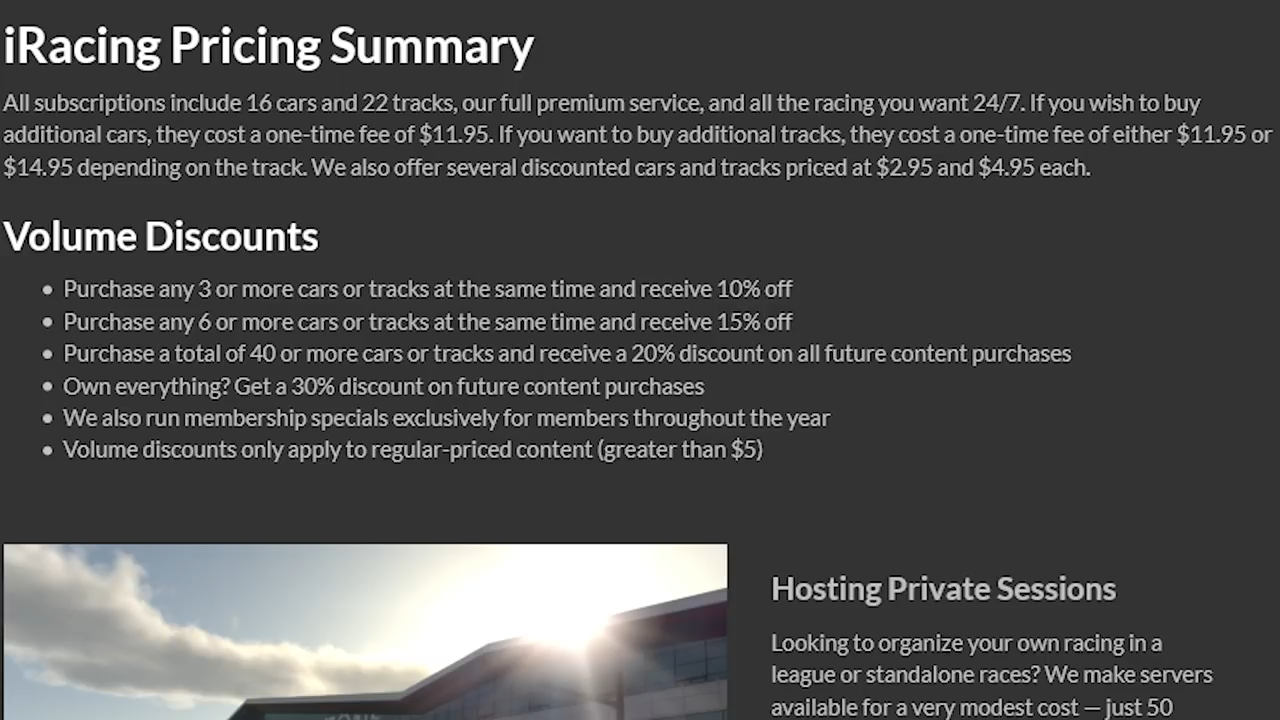 iRacing Pricing Summary
All subscriptions include 16 cars and 22 tracks, our full premium service, and all the racing you want 24/7. If you wish to buy
additional cars, they cost a one-time fee of $11.95. If you want to buy additional tracks, they cost a one-time fee of either $11.95 or
$14.95 depending on the track. We also offer several discounted cars and tracks priced at $2.95 and $4.95 each.
Volume Discounts
• Purchase any 3 or more cars or tracks at the same time and receive 10% off
• Purchase any 6 or more cars or tracks at the same time and receive 15% off
• Purchase a total of 40 or more cars or tracks and receive a 20% discount on all future content purchases
• Own everything? Get a 30% discount on future content purchases
• We also run membership specials exclusively for members throughout the year
• Volume discounts only apply to regular-priced content (greater than $5)
Hosting Private Sessions
Looking to organize your own racing in a
league or standalone races? We make servers
available for a very modest cost — just 50